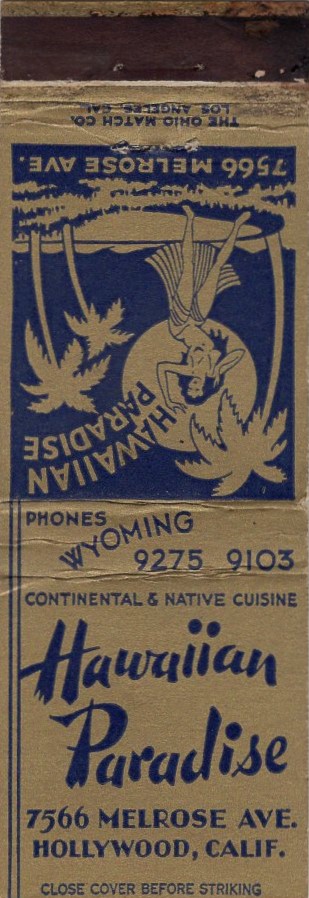 THE OHIO MATCH CO.
LOS ANGELES, CAL.
7566 MELROSE AVE.
HAWAIIAN
PARADISE
PHONES
WYOMING
9275 9103
CONTINENTAL & NATIVE CUISINE
Hawaiian
Paradise
7566 MELROSE AVE.
HOLLYWOOD, CALIF.
CLOSE COVER BEFORE STRIKING